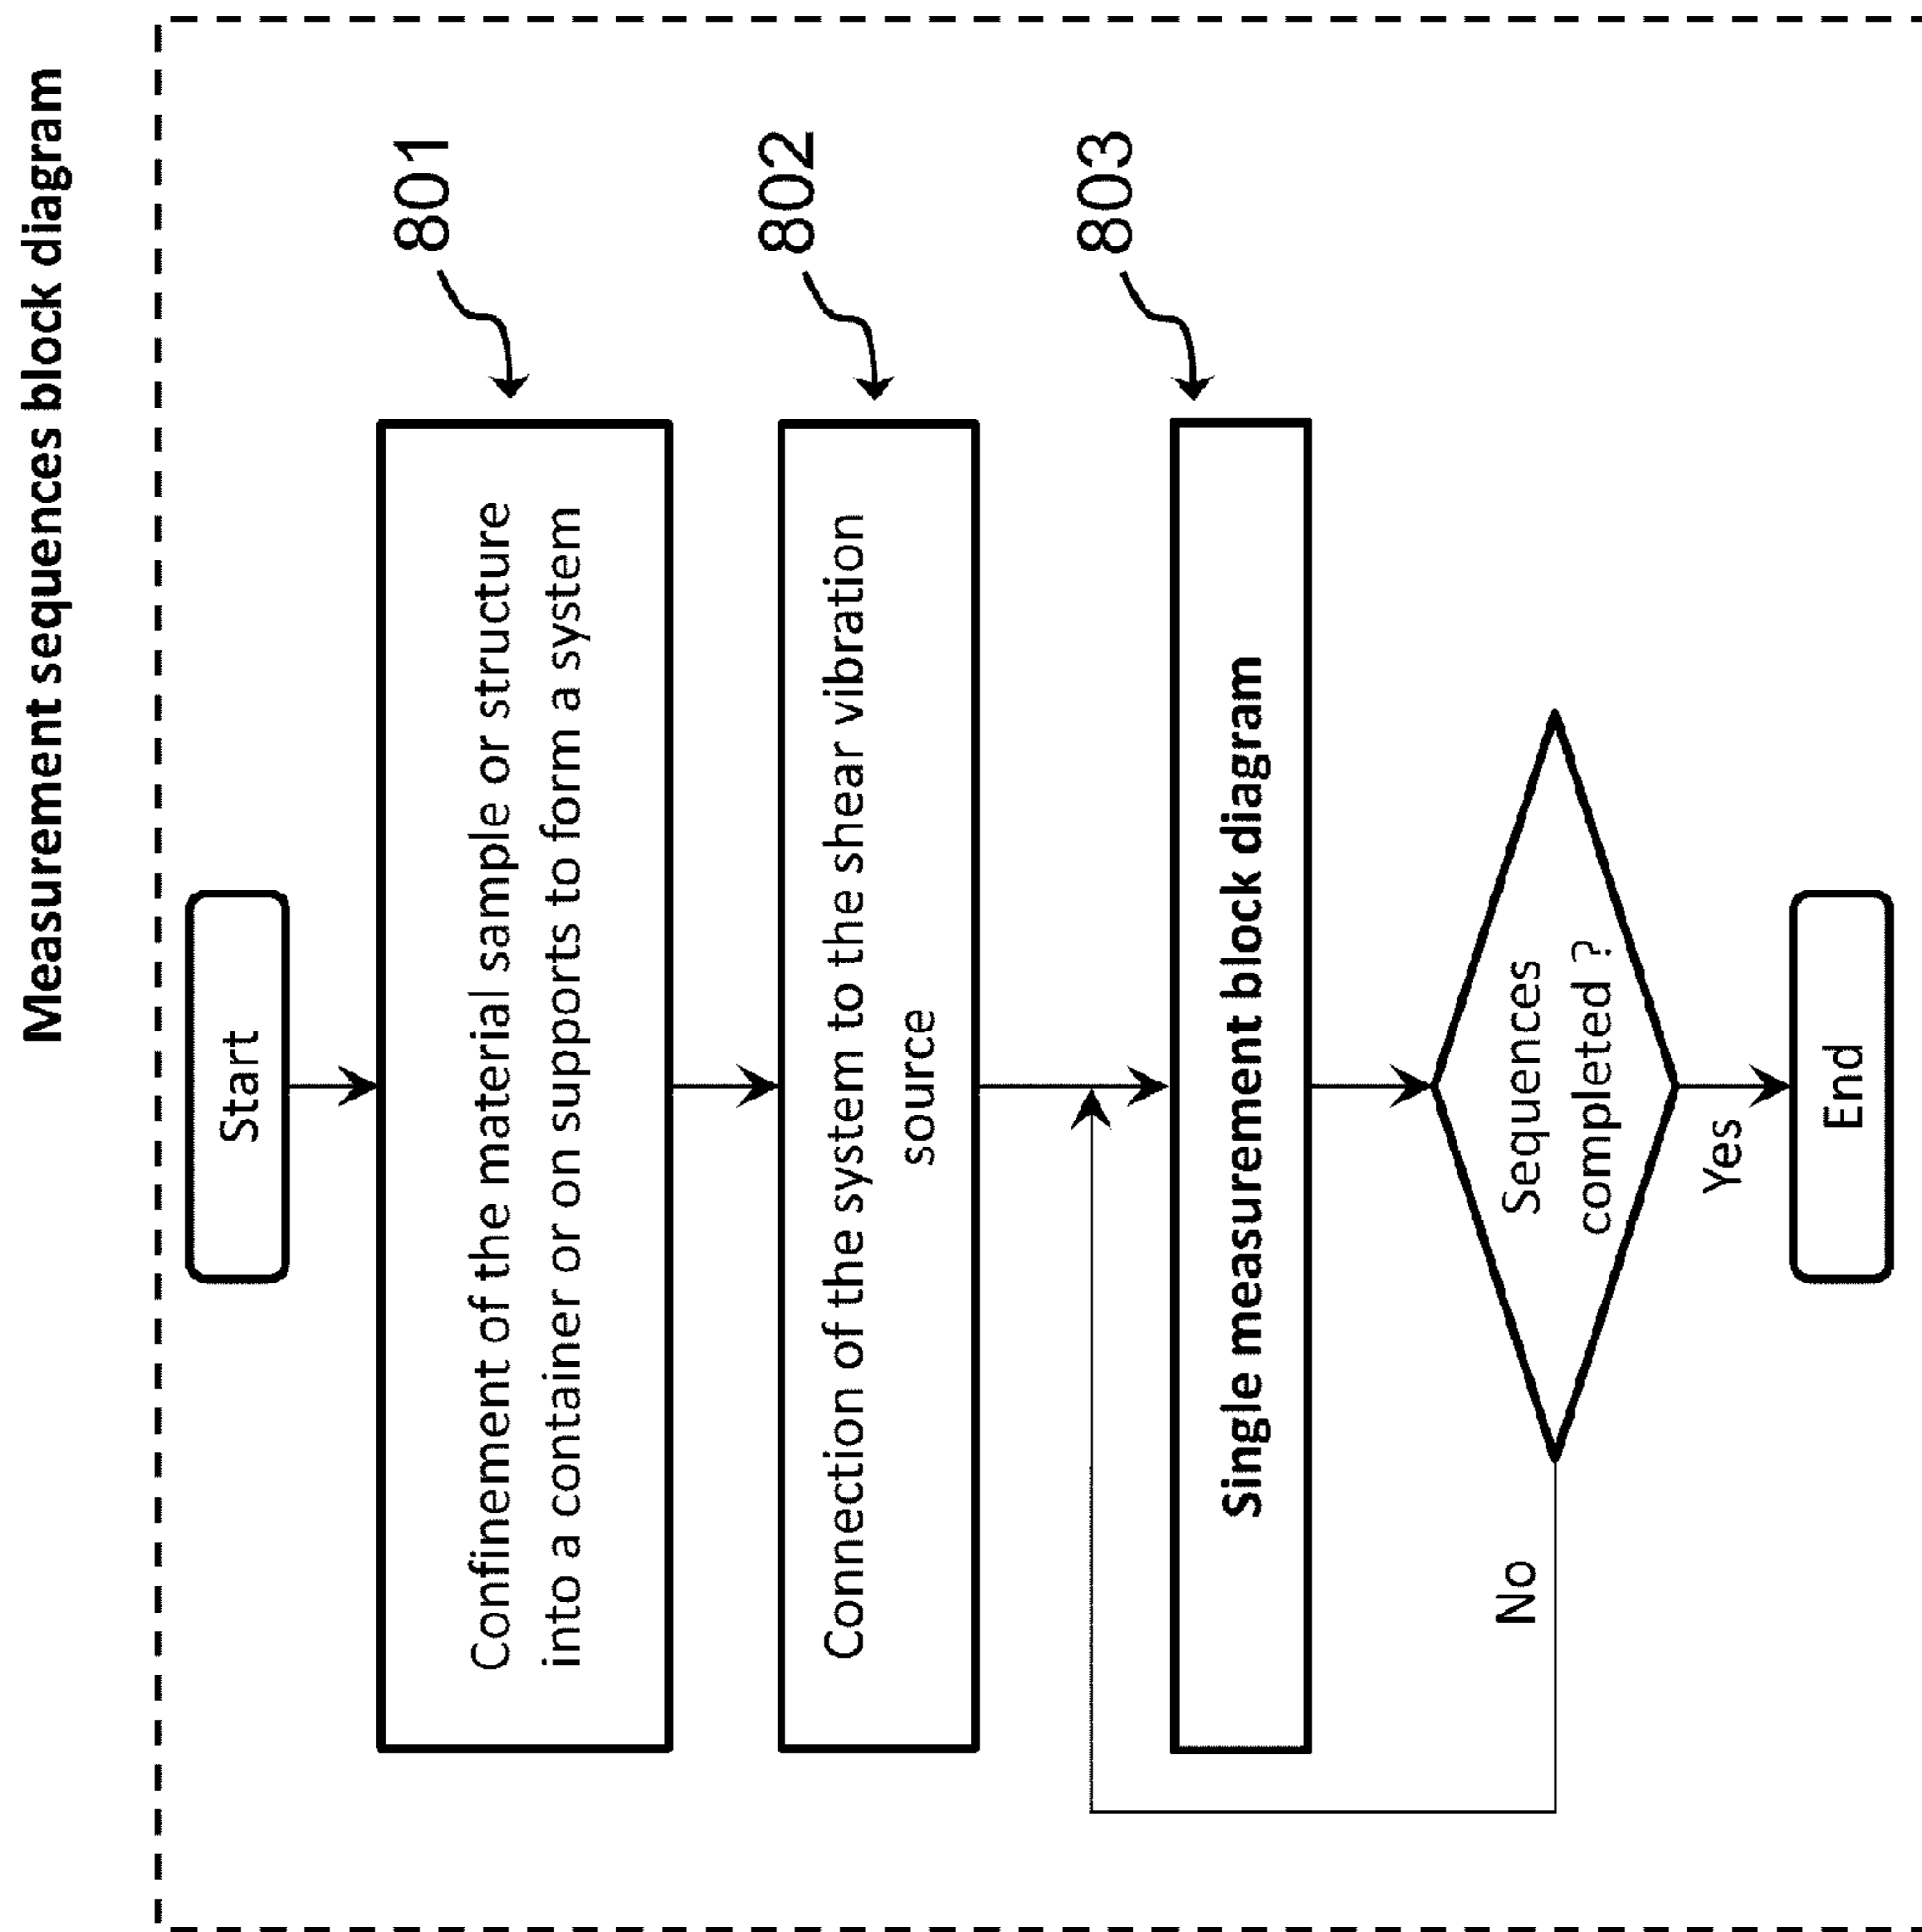 Measurement sequences block diagram
Start
Confinement of the material sample or structure
into a container or on supports to form a system
801
Connection of the system to the shear vibration
source
802
Single measurement block diagram
803
Sequences
completed ?
No
Yes
End